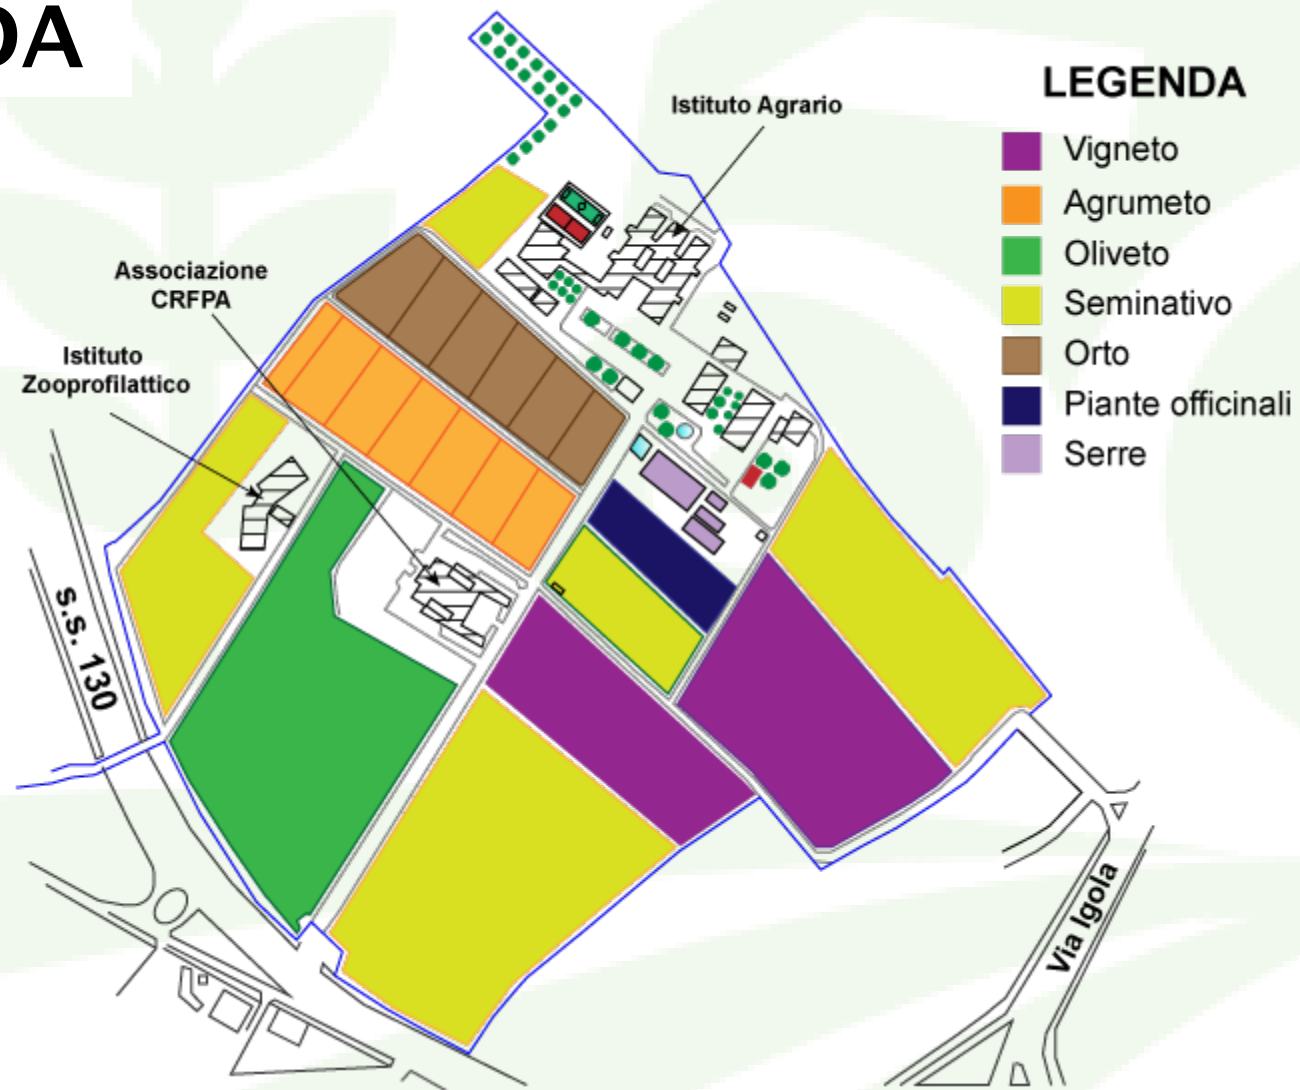 DA
LEGENDA
Vigneto
Agrumeto
Oliveto
Seminativo
Orto
Piante officinali
Serre
Istituto Agrario
Associazione
CRFPA
Istituto
Zooprofilattico
s.s. 130
Via Igola